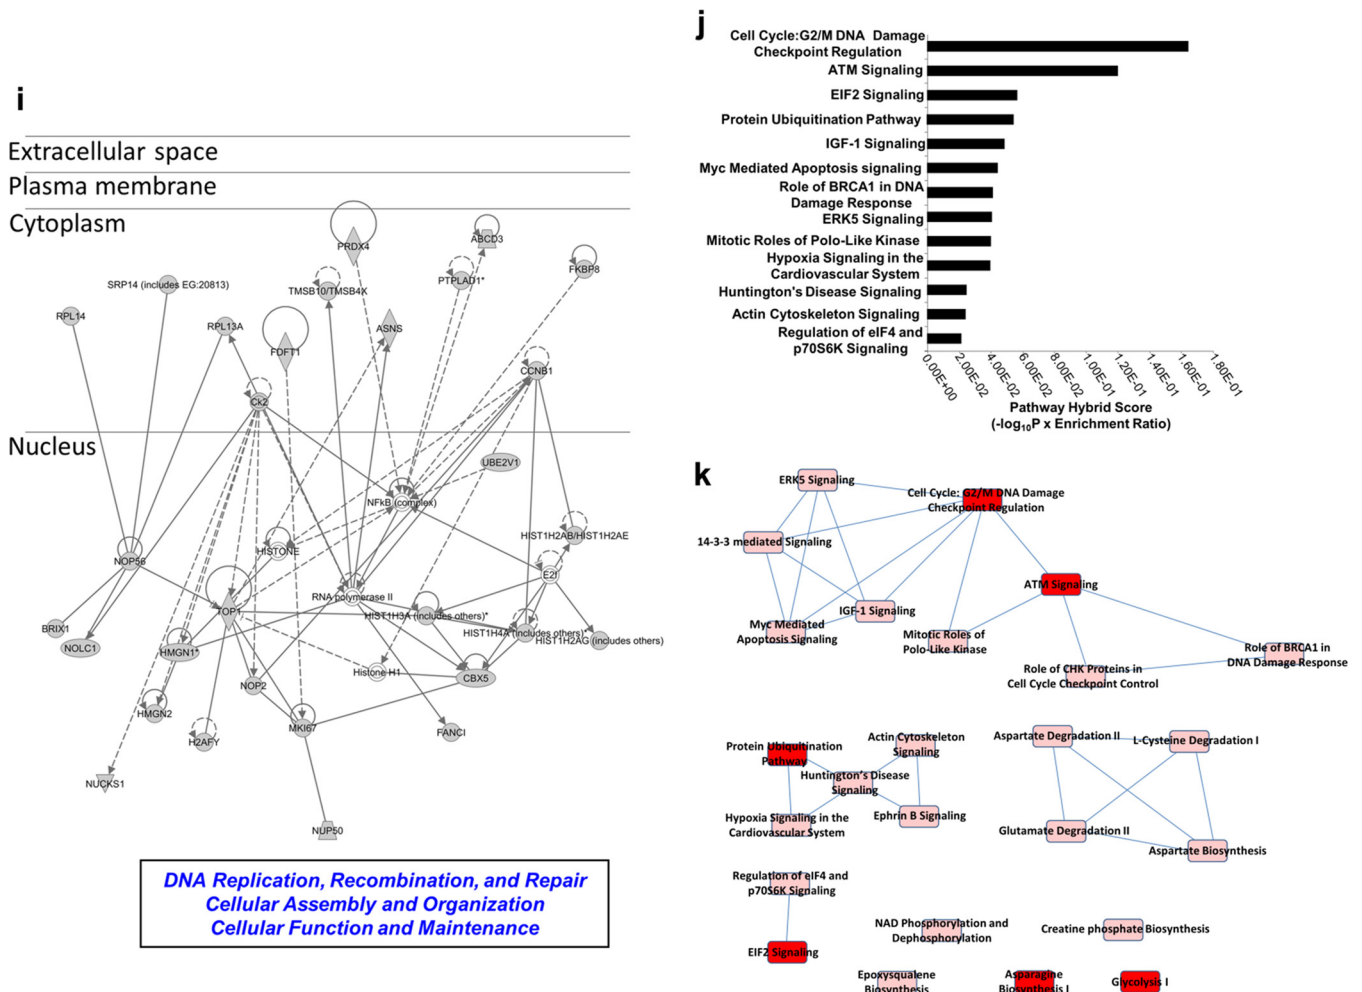 i
Extracellular space
Plasma membrane
Cytoplasm
PRDX4
ABCD3
FKBP8
PTPLAD1*
SRP14 (includes EG:20813)
TMSB10/TMSB4X
RPL14
RPL13A
ASNS
FDFT1
CCNB1
Ck2
Nucleus
UBE2V1
NFkB (complex)
HIST1H2AB/HIST1H2AE
HISTONE
NOP56
E2f
RNA polymerase II
TOP1
HIST1H3A (includes others)*
BRIX1
HIST1H4A (includes others)*
HIST1H2AG (includes others)
NOLC1
HMGN1*
Histone H1
CBX5
NOP2
HMGN2
MKI67
FANCI
H2AFY
NUCKS1
NUP50
DNA Replication, Recombination, and Repair
Cellular Assembly and Organization
Cellular Function and Maintenance
j
Cell Cycle:G2/M DNA Damage
Checkpoint Regulation
ATM Signaling
EIF2 Signaling
Protein Ubiquitination Pathway
IGF-1 Signaling
Myc Mediated Apoptosis signaling
Role of BRCA1 in DNA
Damage Response
ERK5 Signaling
Mitotic Roles of Polo-Like Kinase
Hypoxia Signaling in the
Cardiovascular System
Huntington's Disease Signaling
Actin Cytoskeleton Signaling
Regulation of eIF4 and
p70S6K Signaling
0.00E+00
2.00E-02
4.00E-02
6.00E-02
8.00E-02
1.00E-01
1.20E-01
1.40E-01
1.60E-01
1.80E-01
Pathway Hybrid Score
(-log₁₀P x Enrichment Ratio)
k
ERK5 Signaling
Cell Cycle: G2/M DNA Damage
Checkpoint Regulation
14-3-3 mediated Signaling
ATM Signaling
IGF-1 Signaling
Myc Mediated
Apoptosis Signaling
Mitotic Roles of
Polo-Like Kinase
Role of BRCA1 in
DNA Damage Response
Role of CHK Proteins in
Cell Cycle Checkpoint Control
Protein Ubiquitination
Pathway
Actin Cytoskeleton
Signaling
Huntington's Disease
Signaling
Hypoxia Signaling in the
Cardiovascular System
Ephrin B Signaling
Aspartate Degradation II
L-Cysteine Degradation I
Glutamate Degradation II
Aspartate Biosynthesis
Regulation of eIF4 and
p70S6K Signaling
EIF2 Signaling
NAD Phosphorylation and
Dephosphorylation
Creatine phosphate Biosynthesis
Epoxysqualene
Biosynthesis
Asparagine
Biosynthesis I
Glycolysis I